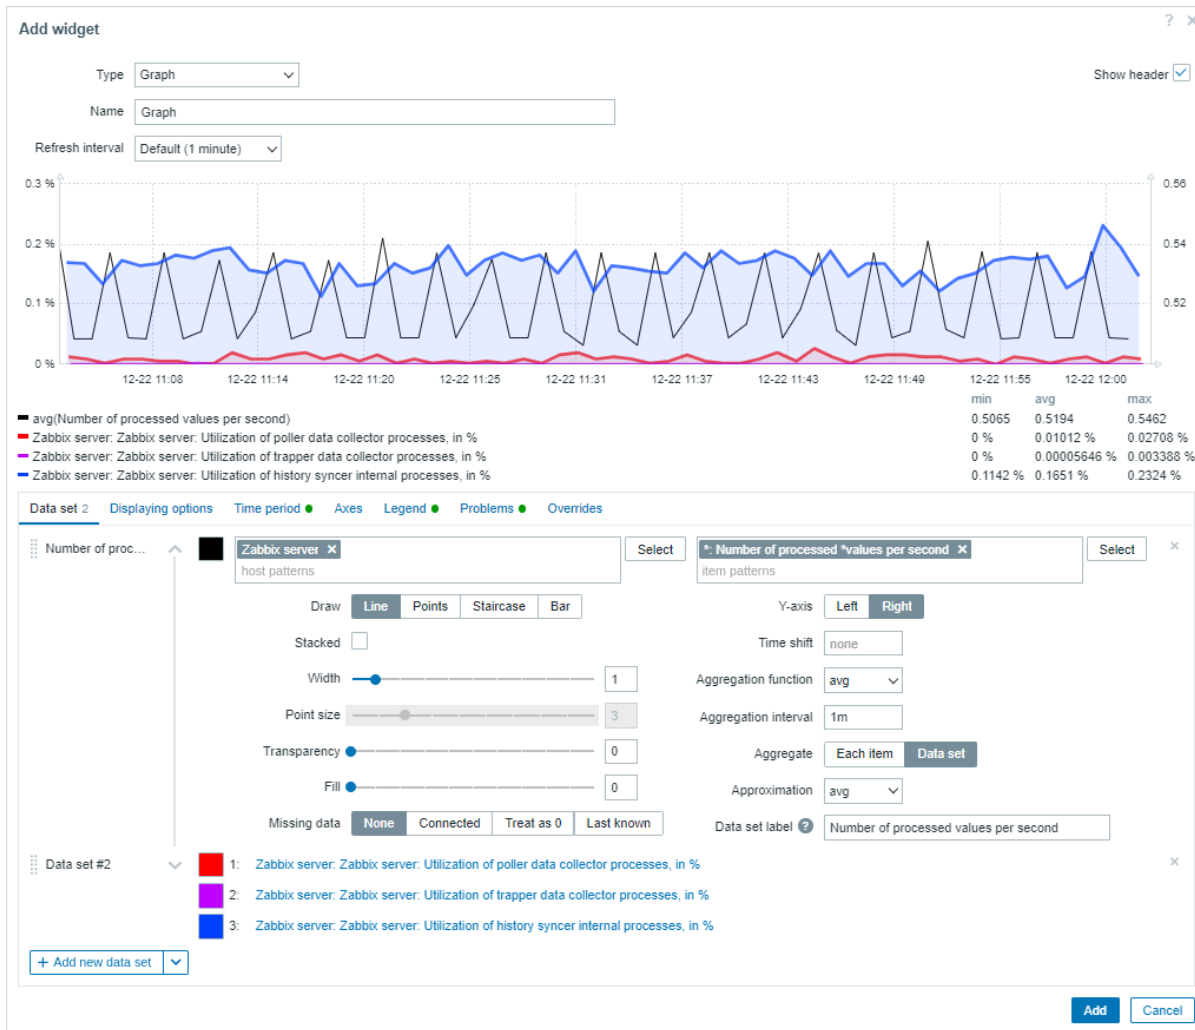 Add widget
?
Type Graph Show header
Name Graph
Refresh interval Default (1 minute)
0.3 % 0.56
0.2 % 0.54
0.1 % 0.52
0 %
12-22 11:08 12-22 11:14 12-22 11:20 12-22 11:25 12-22 11:31 12-22 11:37 12-22 11:43 12-22 11:49 12-22 11:55 12-22 12:00
min avg max
avg(Number of processed values per second) 0.5065 0.5194 0.5462
Zabbix server: Zabbix server: Utilization of poller data collector processes, in % 0 % 0.01012 % 0.02708 %
Zabbix server: Zabbix server: Utilization of trapper data collector processes, in % 0 % 0.00005646 % 0.003388 %
Zabbix server: Zabbix server: Utilization of history syncer internal processes, in % 0.1142 % 0.1651 % 0.2324 %
Data set 2 Displaying options Time period Axes Legend Problems Overrides
Number of proc... Zabbix server Select *: Number of processed *values per second Select
host patterns item patterns
Draw Line Points Staircase Bar Y-axis Left Right
Stacked Time shift none
Width 1 Aggregation function avg
Point size 3 Aggregation interval 1m
Transparency 0 Aggregate Each item Data set
Fill 0 Approximation avg
Missing data None Connected Treat as 0 Last known Data set label ? Number of processed values per second
Data set #2 1: Zabbix server: Zabbix server: Utilization of poller data collector processes, in %
2: Zabbix server: Zabbix server: Utilization of trapper data collector processes, in %
3: Zabbix server: Zabbix server: Utilization of history syncer internal processes, in %
+ Add new data set
Add Cancel